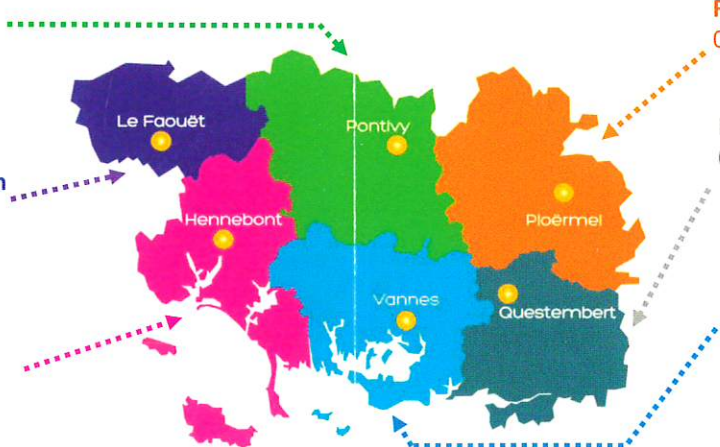 Le Faouët
Pontivy
Hennebont
Ploërmel
Vannes
Questembert